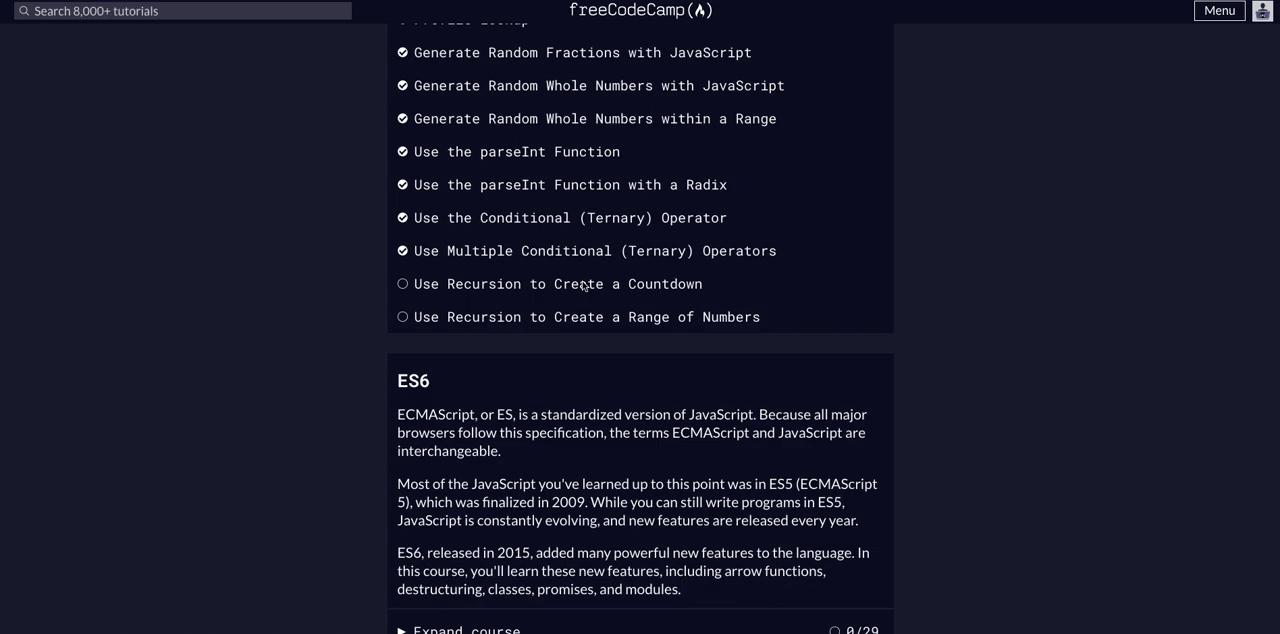 Search 8,000+ tutorials
freeCodeCamp
Menu
Profile Lookup
Generate Random Fractions with JavaScript
Generate Random Whole Numbers with JavaScript
Generate Random Whole Numbers within a Range
Use the parseInt Function
Use the parseInt Function with a Radix
Use the Conditional (Ternary) Operator
Use Multiple Conditional (Ternary) Operators
Use Recursion to Create a Countdown
Use Recursion to Create a Range of Numbers
ES6
ECMAScript, or ES, is a standardized version of JavaScript. Because all major
browsers follow this specification, the terms ECMAScript and JavaScript are
interchangeable.
Most of the JavaScript you've learned up to this point was in ES5 (ECMAScript
5), which was finalized in 2009. While you can still write programs in ES5,
JavaScript is constantly evolving, and new features are released every year.
ES6, released in 2015, added many powerful new features to the language. In
this course, you'll learn these new features, including arrow functions,
destructuring, classes, promises, and modules.
Expand course
0/29